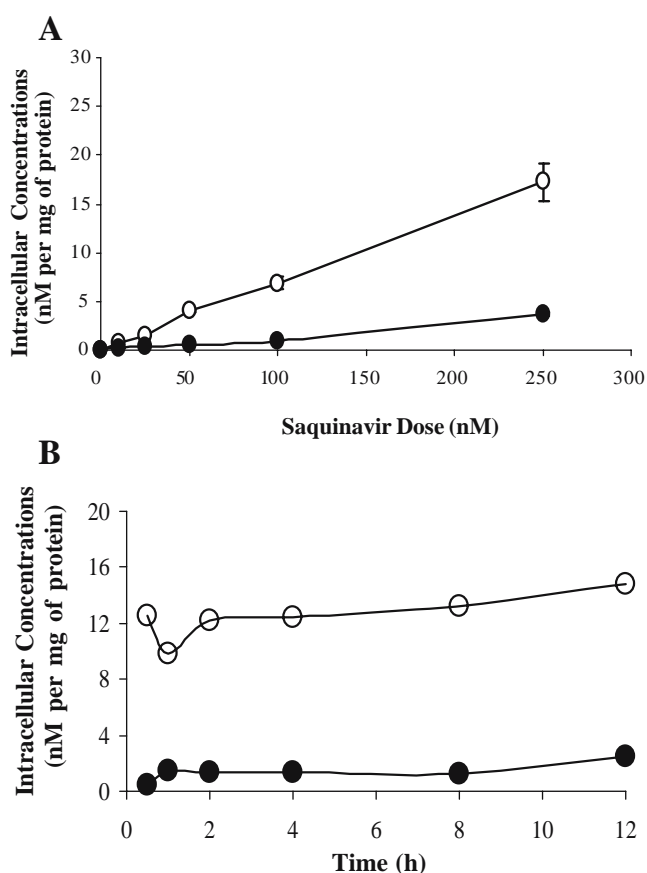 A
Intracellular Concentrations
(nM per mg of protein)
30
25
20
15
10
5
0
0 50 100 150 200 250 300
Saquinavir Dose (nM)
B
Intracellular Concentrations
(nM per mg of protein)
20
16
12
8
4
0
0 2 4 6 8 10 12
Time (h)